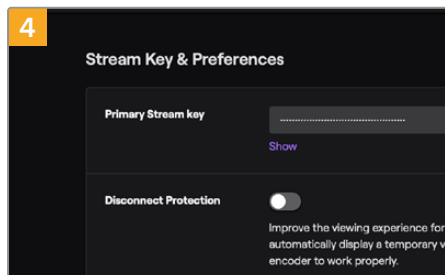 4
Stream Key & Preferences
Primary Stream key
Show
Disconnect Protection
Improve the viewing experience for
automatically display a temporary
encoder to work properly.